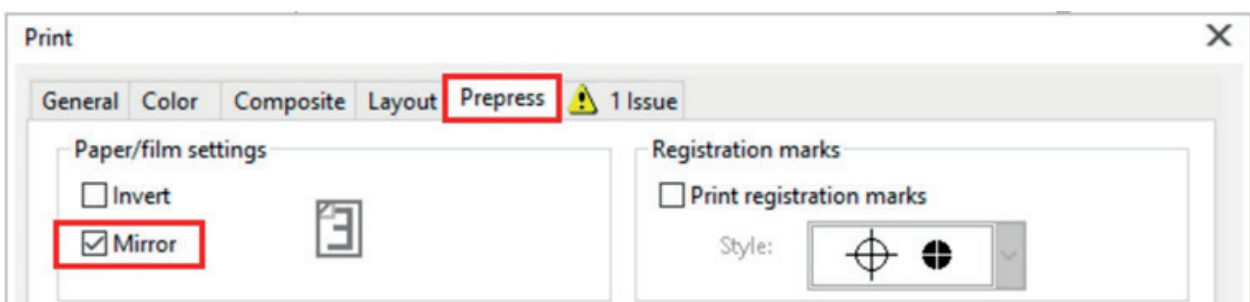 Print
General Color Composite Layout Prepress 1 Issue
Paper/film settings
Invert
Mirror
Registration marks
Print registration marks
Style: